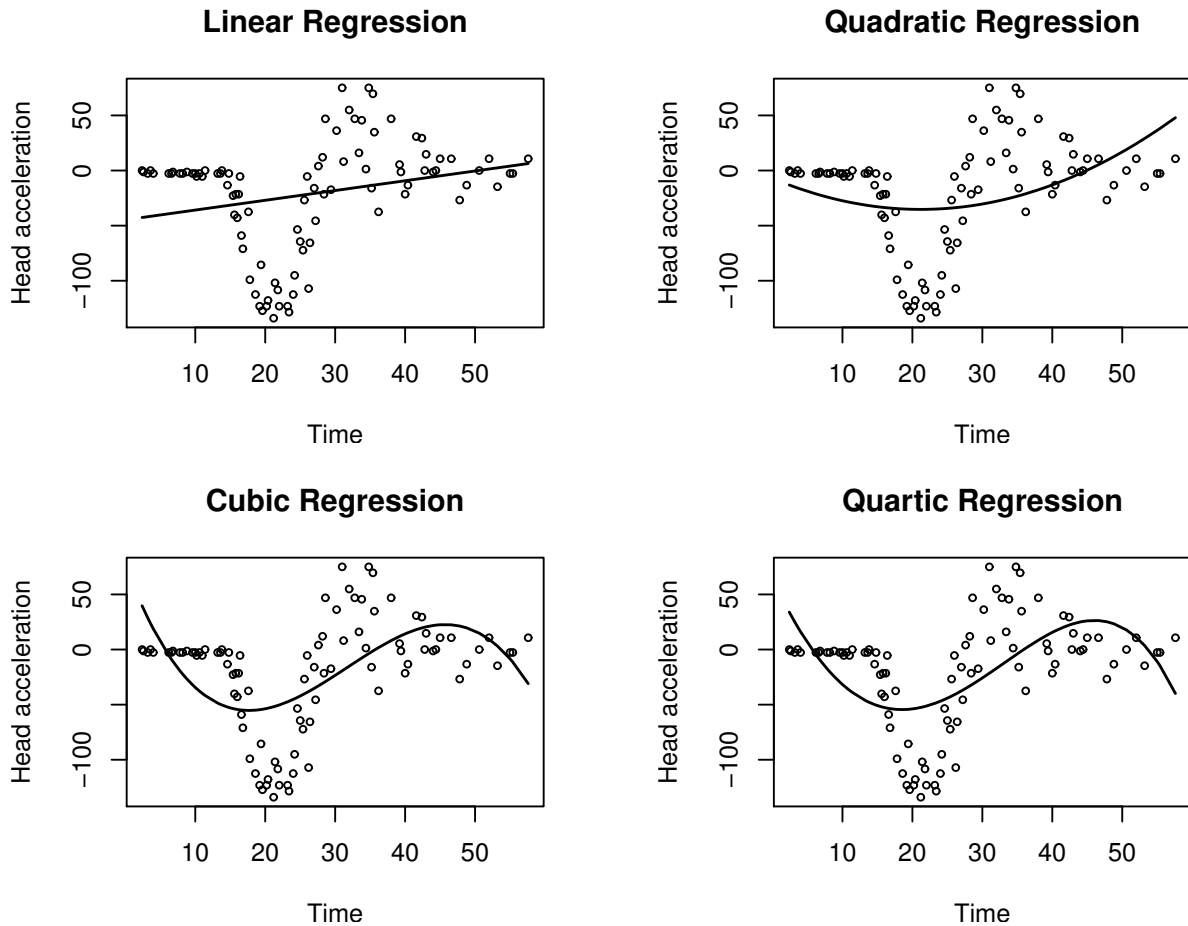 Linear Regression
Head acceleration
50
0
−100
10 20 30 40 50
Time
Quadratic Regression
Head acceleration
50
0
−100
10 20 30 40 50
Time
Cubic Regression
Head acceleration
50
0
−100
10 20 30 40 50
Time
Quartic Regression
Head acceleration
50
0
−100
10 20 30 40 50
Time